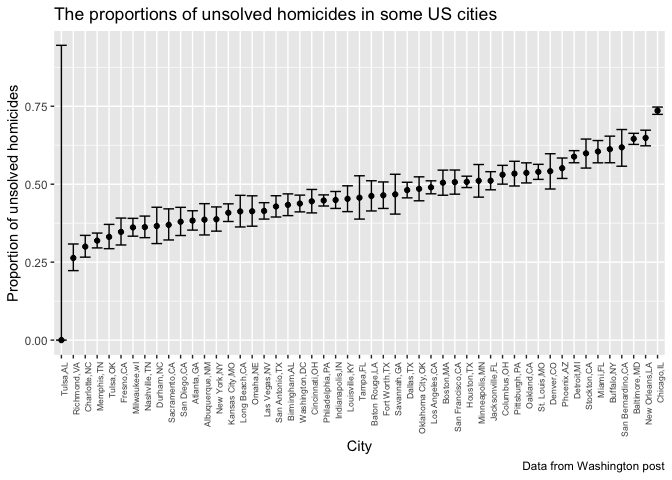 The proportions of unsolved homicides in some US cities
Proportion of unsolved homicides
0.75
0.50
0.25
0.00
Tulsa,AL
Richmond,VA
Charlotte,NC
Memphis,TN
Tulsa,OK
Fresno,CA
Milwaukee,wI
Nashville,TN
Durham,NC
Sacramento,CA
San Diego,CA
Atlanta,GA
Albuquerque,NM
New York,NY
Kansas City,MO
Long Beach,CA
Omaha,NE
Las Vegas,NV
San Antonio,TX
Birmingham,AL
Washington,DC
Cincinnati,OH
Philadelphia,PA
Indianapolis,IN
Louisville,KY
Tampa,FL
Baton Rouge,LA
Fort Worth,TX
Savannah,GA
Dallas,TX
Oklahoma City,OK
Los Angeles,CA
Boston,MA
San Francisco,CA
Houston,TX
Minneapolis,MN
Jacksonville,FL
Columbus,OH
Pittsburgh,PA
Oakland,CA
St. Louis,MO
Denver,CO
Phoenix,AZ
Detroit,MI
Stockton,CA
Miami,FL
Buffalo,NY
San Bernardino,CA
Baltimore,MD
New Orleans,LA
Chicago,IL
City
Data from Washington post